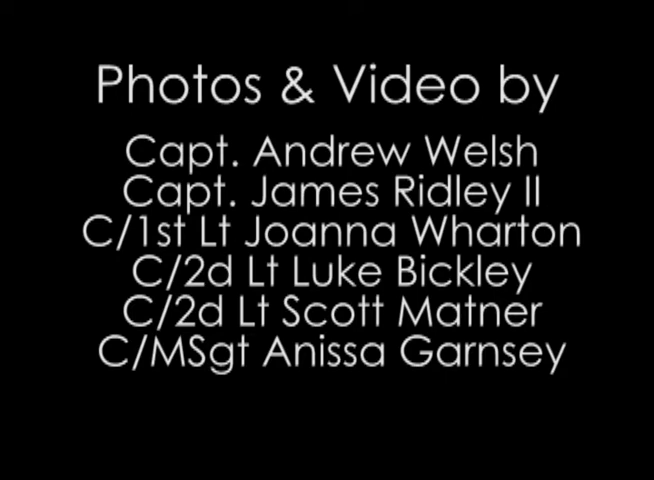 Photos & Video by
Capt. Andrew Welsh
Capt. James Ridley II
C/1st Lt Joanna Wharton
C/2d Lt Luke Bickley
C/2d Lt Scott Matner
C/MSgt Anissa Garnsey